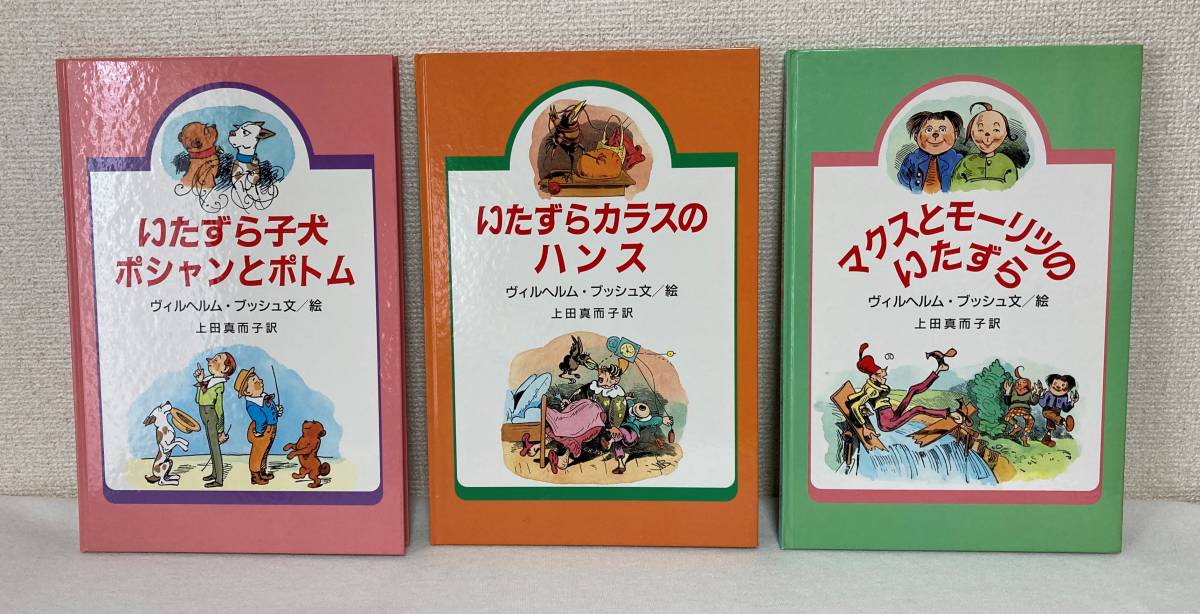 いたずら子犬
ポシャンとポトム
ヴィルヘルム・ブッシュ文/絵
上田真而子訳
いたずらカラスの
ハンス
ヴィルヘルム・ブッシュ文/絵
上田真而子訳
マクスとモーリツの
いたずら
ヴィルヘルム・ブッシュ文/絵
上田真而子訳